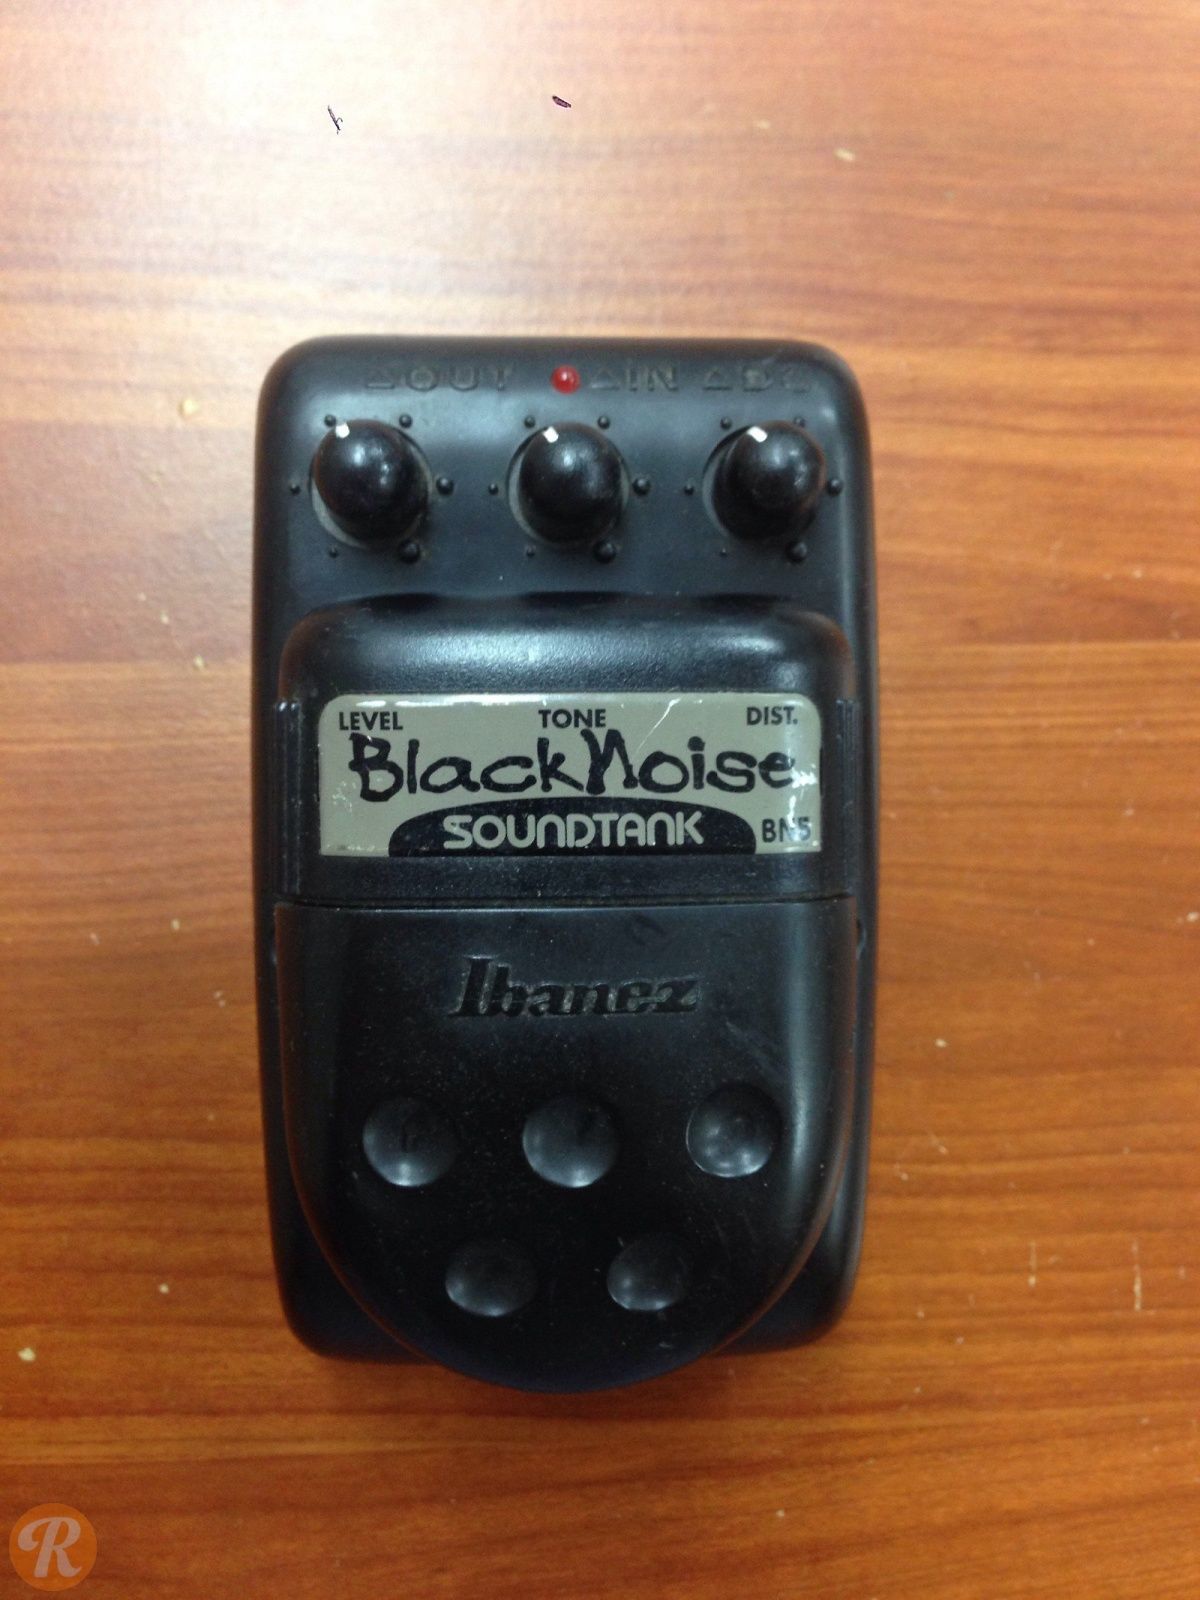 OUT IN DC
LEVEL TONE DIST.
BlackNoise
SOUNDTANK BN5
Ibanez
R